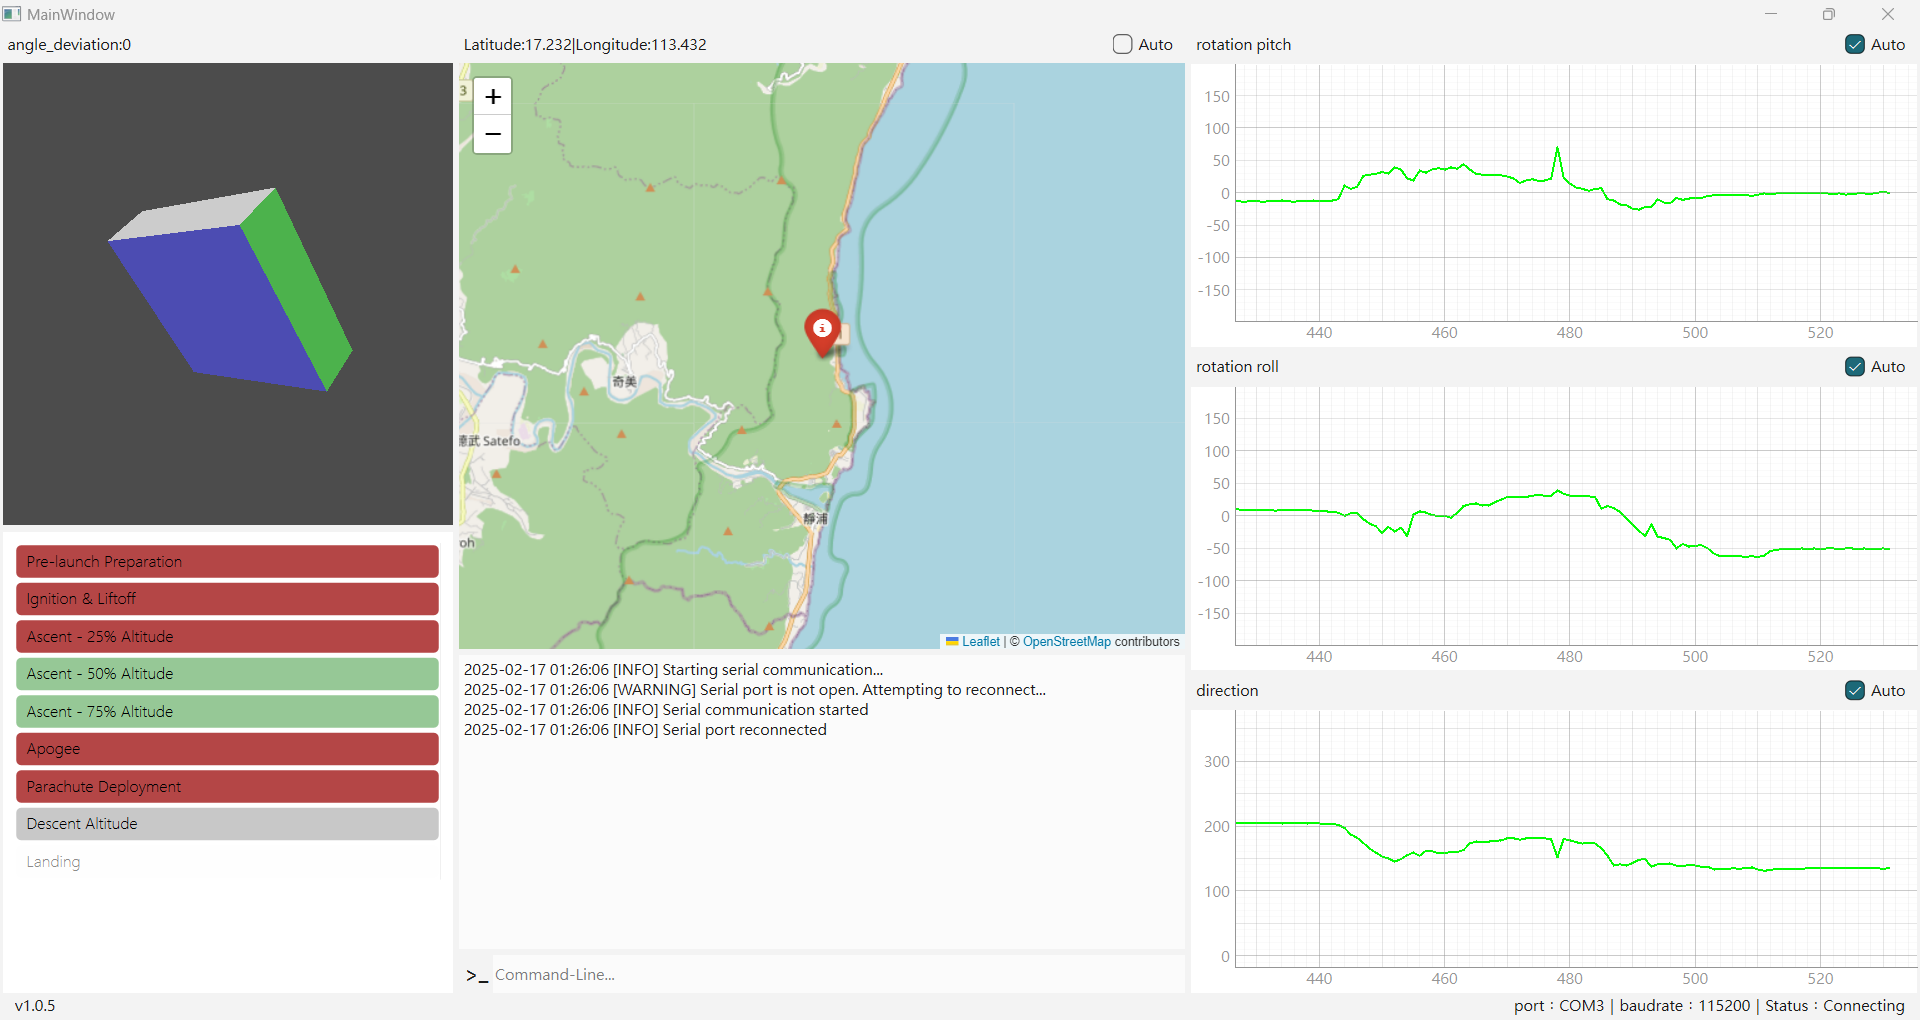 MainWindow
angle_deviation:0
Latitude:17.232|Longitude:113.432
Auto
rotation pitch
Auto
3
+
−
奇美
德武 Satefo
靜浦
oh
Leaflet | © OpenStreetMap contributors
150
100
50
0
-50
-100
-150
440 460 480 500 520
rotation roll
Auto
150
100
50
0
-50
-100
-150
440 460 480 500 520
direction
Auto
300
200
100
0
440 460 480 500 520
Pre-launch Preparation
Ignition & Liftoff
Ascent - 25% Altitude
Ascent - 50% Altitude
Ascent - 75% Altitude
Apogee
Parachute Deployment
Descent Altitude
Landing
2025-02-17 01:26:06 [INFO] Starting serial communication...
2025-02-17 01:26:06 [WARNING] Serial port is not open. Attempting to reconnect...
2025-02-17 01:26:06 [INFO] Serial communication started
2025-02-17 01:26:06 [INFO] Serial port reconnected
>_ Command-Line...
v1.0.5
port : COM3 | baudrate : 115200 | Status : Connecting